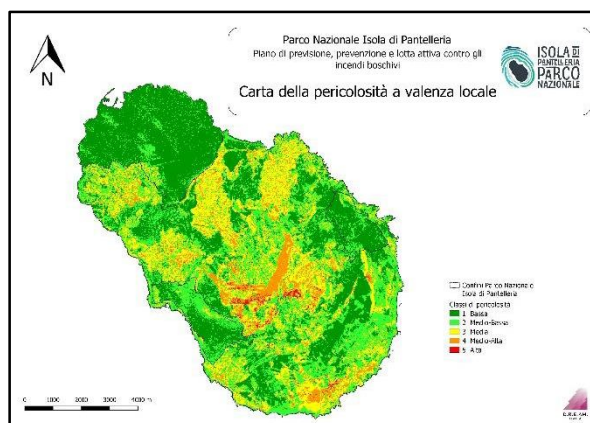 Parco Nazionale Isola di Pantelleria
Piano di previsione, prevenzione e lotta attiva contro gli
incendi boschivi
Carta della pericolosità a valenza locale
ISOLA DI
PANTELLERIA
PARCO
NAZIONALE
N
Confini Parco Nazionale
Isola di Pantelleria
Classi di pericolosità
1 Bassa
2 Medio-Bassa
3 Media
4 Medio-Alta
5 Alta
0 1000 2000 3000 4000 m